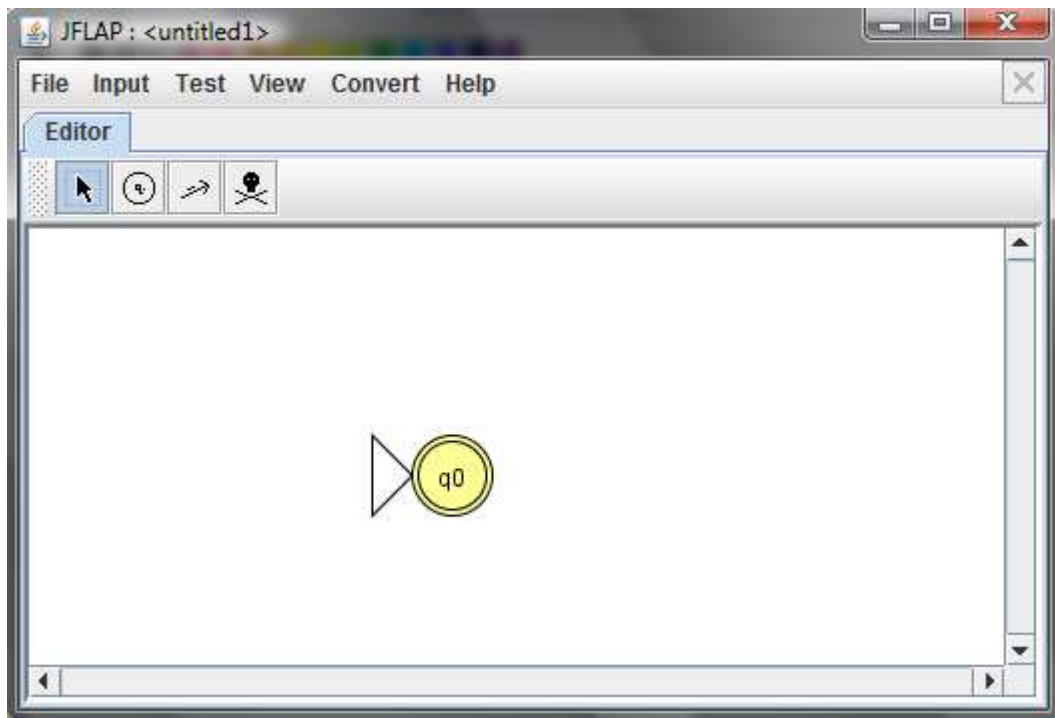 JFLAP : <untitled1>
File Input Test View Convert Help
Editor
q
q0